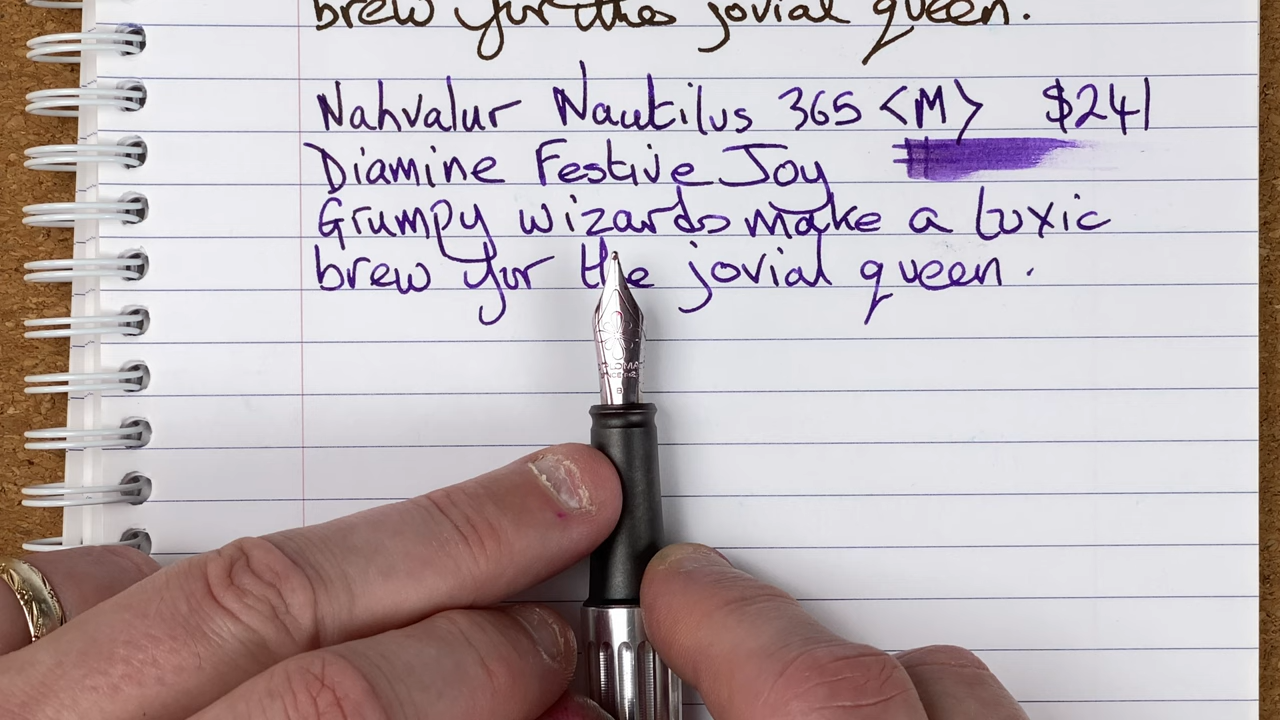 brew for the jovial queen.
Nahvalur Nautilus 365 <M> $241
Diamine Festive Joy
Grumpy wizards make a toxic
brew for the jovial queen.
B